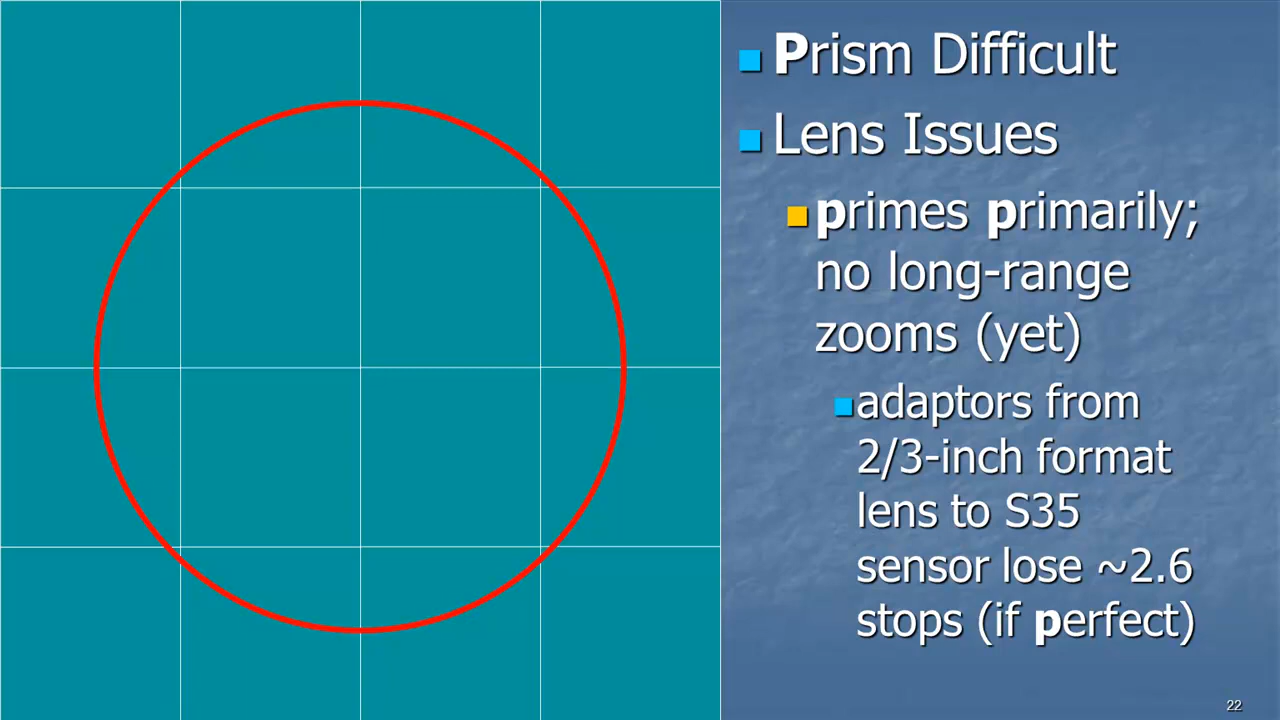 Prism Difficult
Lens Issues
primes primarily;
no long-range
zooms (yet)
adaptors from
2/3-inch format
lens to S35
sensor lose ~2.6
stops (if perfect)
22